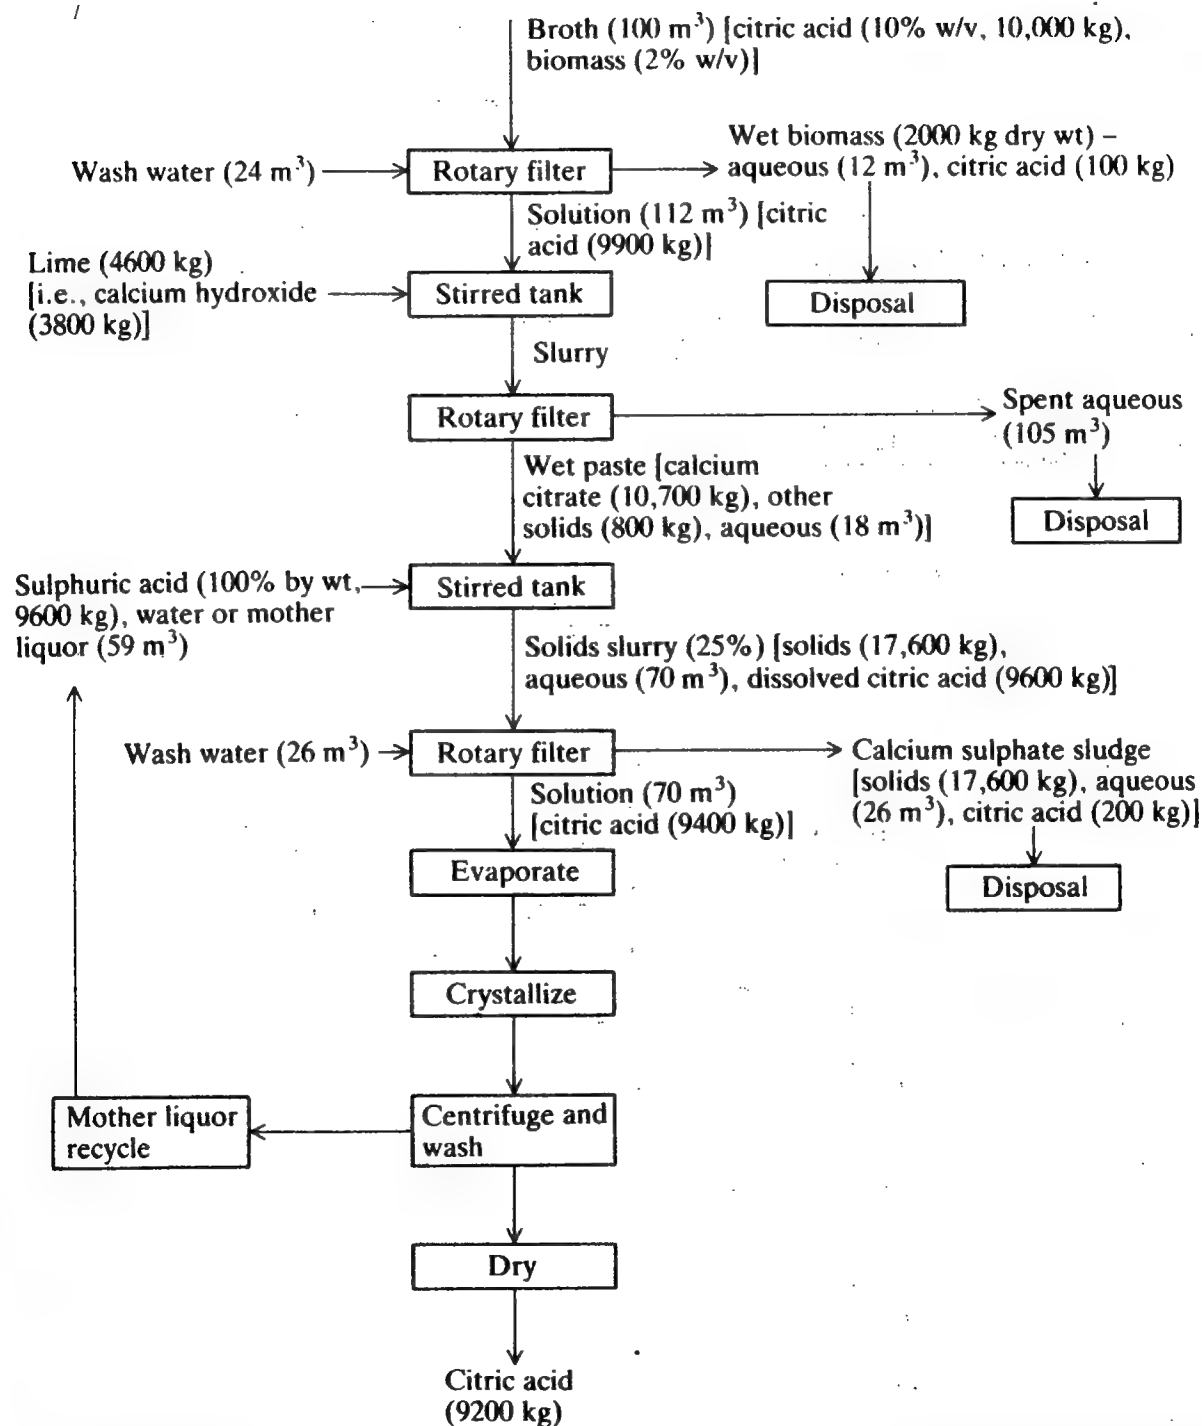 Broth (100 m³) [citric acid (10% w/v, 10,000 kg),
biomass (2% w/v)]
Wash water (24 m³)
Rotary filter
Wet biomass (2000 kg dry wt) –
aqueous (12 m³), citric acid (100 kg)
Solution (112 m³) [citric
acid (9900 kg)]
Lime (4600 kg)
[i.e., calcium hydroxide
(3800 kg)]
Stirred tank
Disposal
Slurry
Rotary filter
Spent aqueous
(105 m³)
Wet paste [calcium
citrate (10,700 kg), other
solids (800 kg), aqueous (18 m³)]
Disposal
Sulphuric acid (100% by wt,
9600 kg), water or mother
liquor (59 m³)
Stirred tank
Solids slurry (25%) [solids (17,600 kg),
aqueous (70 m³), dissolved citric acid (9600 kg)]
Wash water (26 m³)
Rotary filter
Calcium sulphate sludge
[solids (17,600 kg), aqueous
(26 m³), citric acid (200 kg)]
Solution (70 m³)
[citric acid (9400 kg)]
Evaporate
Disposal
Crystallize
Mother liquor
recycle
Centrifuge and
wash
Dry
Citric acid
(9200 kg)